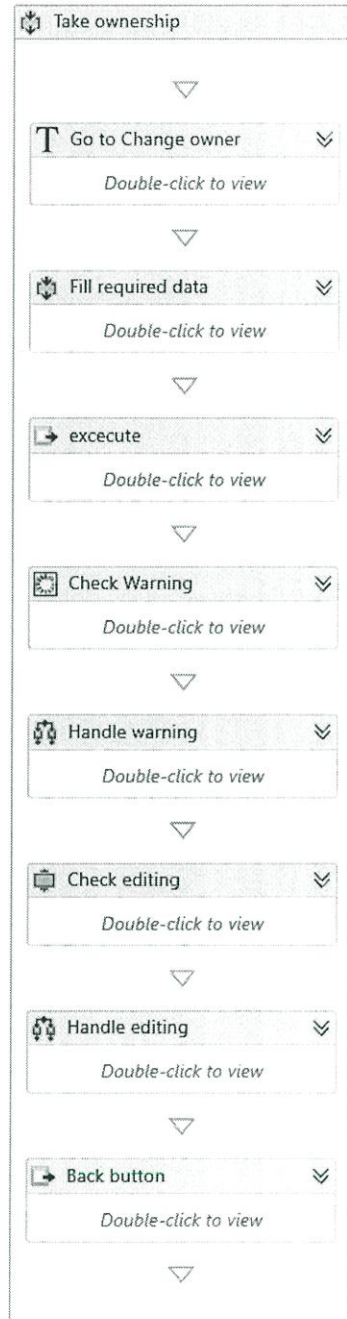 Take ownership
Go to Change owner
Double-click to view
Fill required data
Double-click to view
excecute
Double-click to view
Check Warning
Double-click to view
Handle warning
Double-click to view
Check editing
Double-click to view
Handle editing
Double-click to view
Back button
Double-click to view